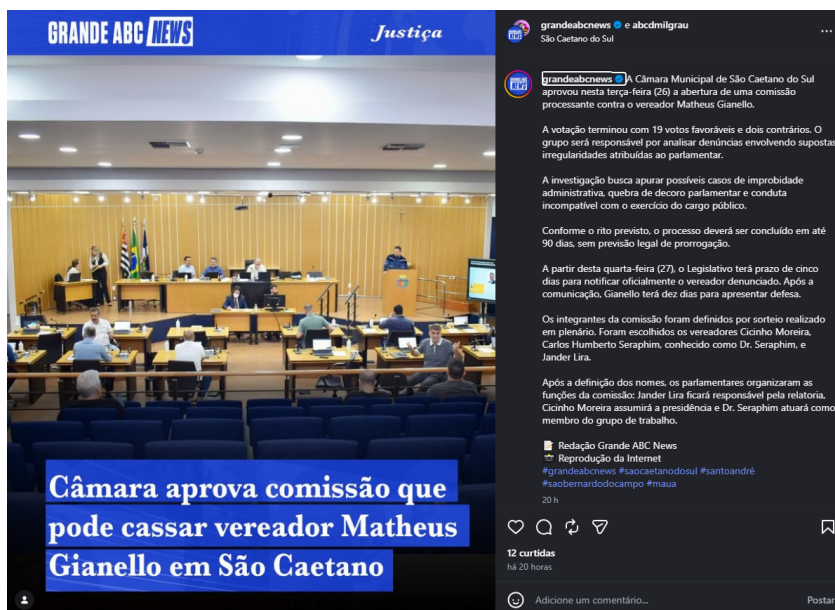 GRANDE ABC NEWS
Justiça
Câmara aprova comissão que
pode cassar vereador Matheus
Gianello em São Caetano
grandeabcnews e abcdmilgrau
São Caetano do Sul
grandeabcnews A Câmara Municipal de São Caetano do Sul
aprovou nesta terça-feira (26) a abertura de uma comissão
processante contra o vereador Matheus Gianello.
A votação terminou com 19 votos favoráveis e dois contrários. O
grupo será responsável por analisar denúncias envolvendo supostas
irregularidades atribuídas ao parlamentar.
A investigação busca apurar possíveis casos de improbidade
administrativa, quebra de decoro parlamentar e conduta
incompatível com o exercício do cargo público.
Conforme o rito previsto, o processo deverá ser concluído em até
90 dias, sem previsão legal de prorrogação.
A partir desta quarta-feira (27), o Legislativo terá prazo de cinco
dias para notificar oficialmente o vereador denunciado. Após a
comunicação, Gianello terá dez dias para apresentar defesa.
Os integrantes da comissão foram definidos por sorteio realizado
em plenário. Foram escolhidos os vereadores Cicinho Moreira,
Carlos Humberto Seraphim, conhecido como Dr. Seraphim, e
Jander Lira.
Após a definição dos nomes, os parlamentares organizaram as
funções da comissão: Jander Lira ficará responsável pela relatoria,
Cicinho Moreira assumirá a presidência e Dr. Seraphim atuará como
membro do grupo de trabalho.
Redação Grande ABC News
Reprodução da Internet
#grandeabcnews #saocaetanodosul #santoandré
#saobernardodocampo #maua
20 h
12 curtidas
há 20 horas
Adicione um comentário...
Postar